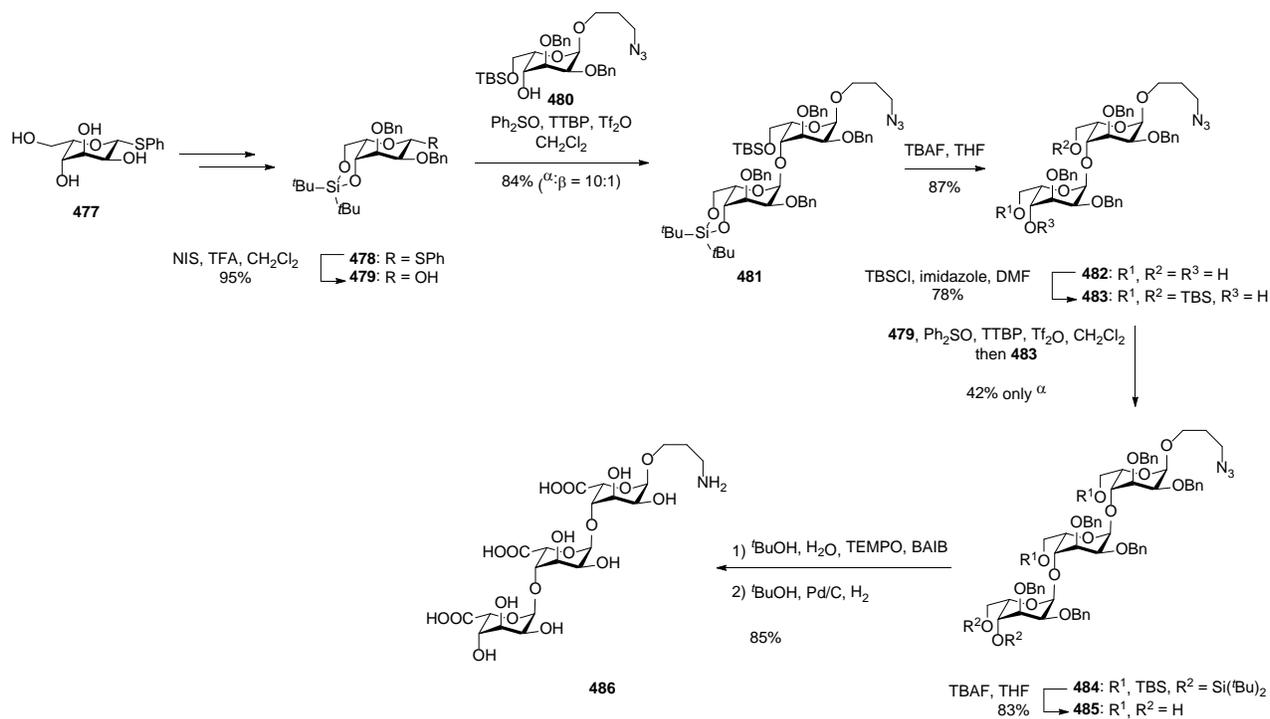 HO
OH
O
SPh
OH
OH
477
NIS, TFA, CH2Cl2
95%
OBn
O
R
OBn
O
O
tBu
Si
tBu
478: R = SPh
479: R = OH
O
N3
OBn
O
OBn
TBSO
OH
480
Ph2SO, TTBP, Tf2O
CH2Cl2
84% (α:β = 10:1)
O
N3
OBn
O
OBn
TBSO
O
OBn
O
OBn
O
O
tBu
Si
tBu
481
TBAF, THF
87%
O
N3
OBn
O
OBn
R2O
O
OBn
O
OBn
R1O
OR3
TBSCl, imidazole, DMF
78%
482: R1, R2 = R3 = H
483: R1, R2 = TBS, R3 = H
479, Ph2SO, TTBP, Tf2O, CH2Cl2
then 483
42% only α
O
N3
OBn
O
OBn
R1O
O
OBn
O
OBn
R1O
O
OBn
O
OBn
R2O
OR2
TBAF, THF
83%
484: R1, TBS, R2 = Si(tBu)2
485: R1, R2 = H
1) tBuOH, H2O, TEMPO, BAIB
2) tBuOH, Pd/C, H2
85%
O
NH2
OH
HOOC
O
OH
O
OH
HOOC
O
OH
O
OH
HOOC
O
OH
OH
486